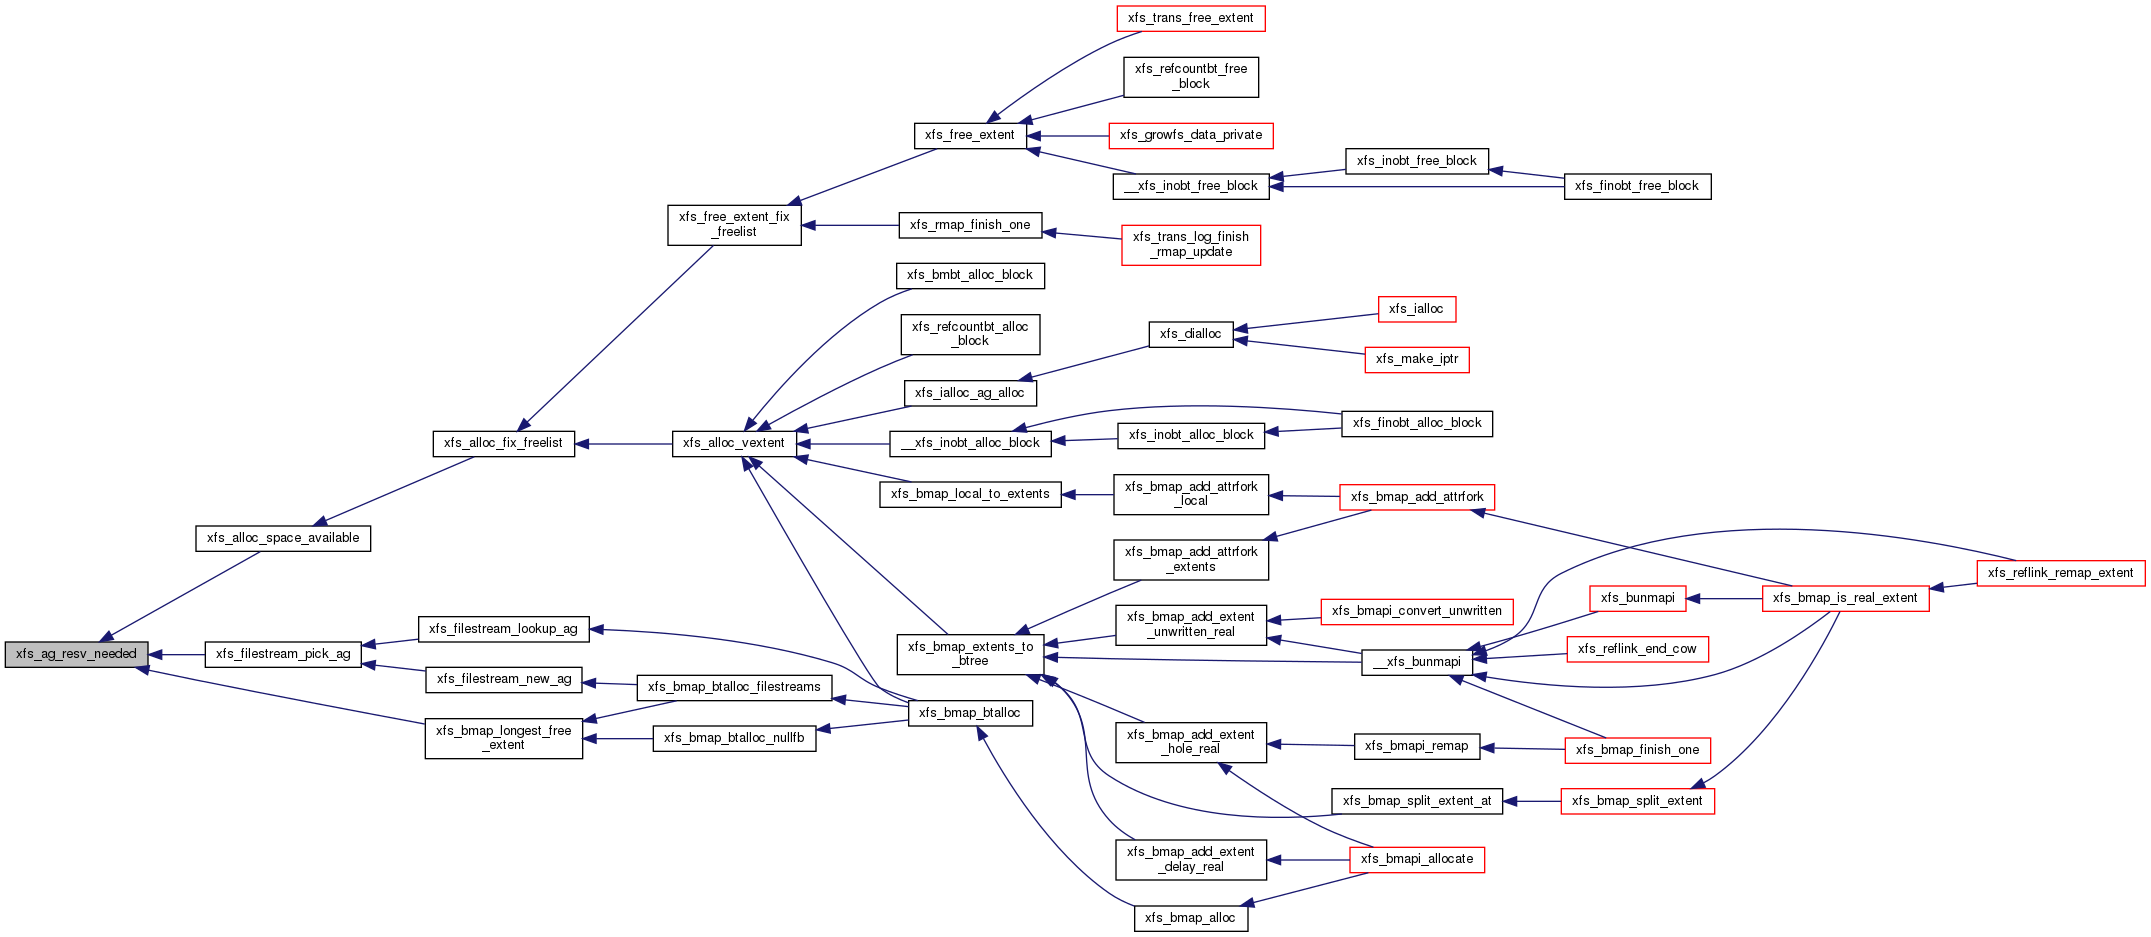 xfs_trans_free_extent
xfs_refcountbt_free
_block
xfs_free_extent
xfs_growfs_data_private
xfs_inobt_free_block
__xfs_inobt_free_block
xfs_finobt_free_block
xfs_free_extent_fix
_freelist
xfs_rmap_finish_one
xfs_trans_log_finish
_rmap_update
xfs_bmbt_alloc_block
xfs_ialloc
xfs_refcountbt_alloc
_block
xfs_dialloc
xfs_make_iptr
xfs_ialloc_ag_alloc
xfs_finobt_alloc_block
xfs_alloc_fix_freelist
xfs_alloc_vextent
__xfs_inobt_alloc_block
xfs_inobt_alloc_block
xfs_bmap_local_to_extents
xfs_bmap_add_attrfork
_local
xfs_bmap_add_attrfork
xfs_alloc_space_available
xfs_bmap_add_attrfork
_extents
xfs_reflink_remap_extent
xfs_bunmapi
xfs_bmap_is_real_extent
xfs_bmap_add_extent
_unwritten_real
xfs_bmapi_convert_unwritten
xfs_filestream_lookup_ag
xfs_ag_resv_needed
xfs_filestream_pick_ag
xfs_bmap_extents_to
_btree
__xfs_bunmapi
xfs_reflink_end_cow
xfs_filestream_new_ag
xfs_bmap_btalloc_filestreams
xfs_bmap_btalloc
xfs_bmap_longest_free
_extent
xfs_bmap_btalloc_nullfb
xfs_bmap_add_extent
_hole_real
xfs_bmapi_remap
xfs_bmap_finish_one
xfs_bmap_split_extent_at
xfs_bmap_split_extent
xfs_bmap_add_extent
_delay_real
xfs_bmapi_allocate
xfs_bmap_alloc